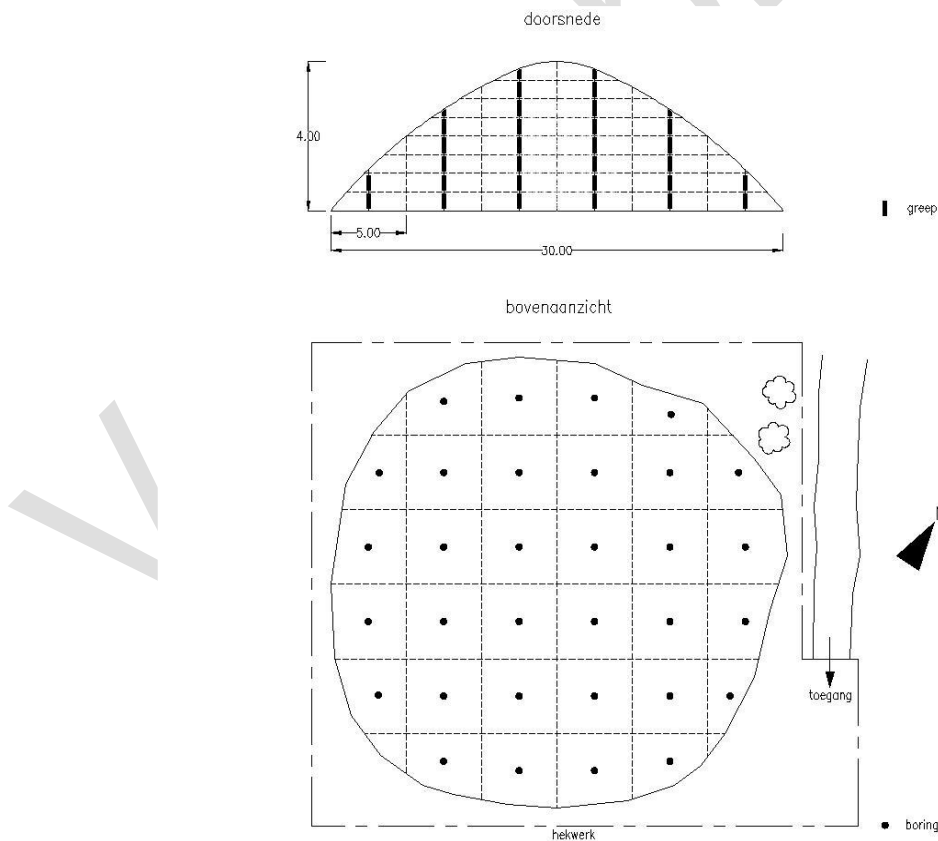 doorsnede
4.00
greep
5.00
30.00
bovenaanzicht
toegang
boring
hekwerk